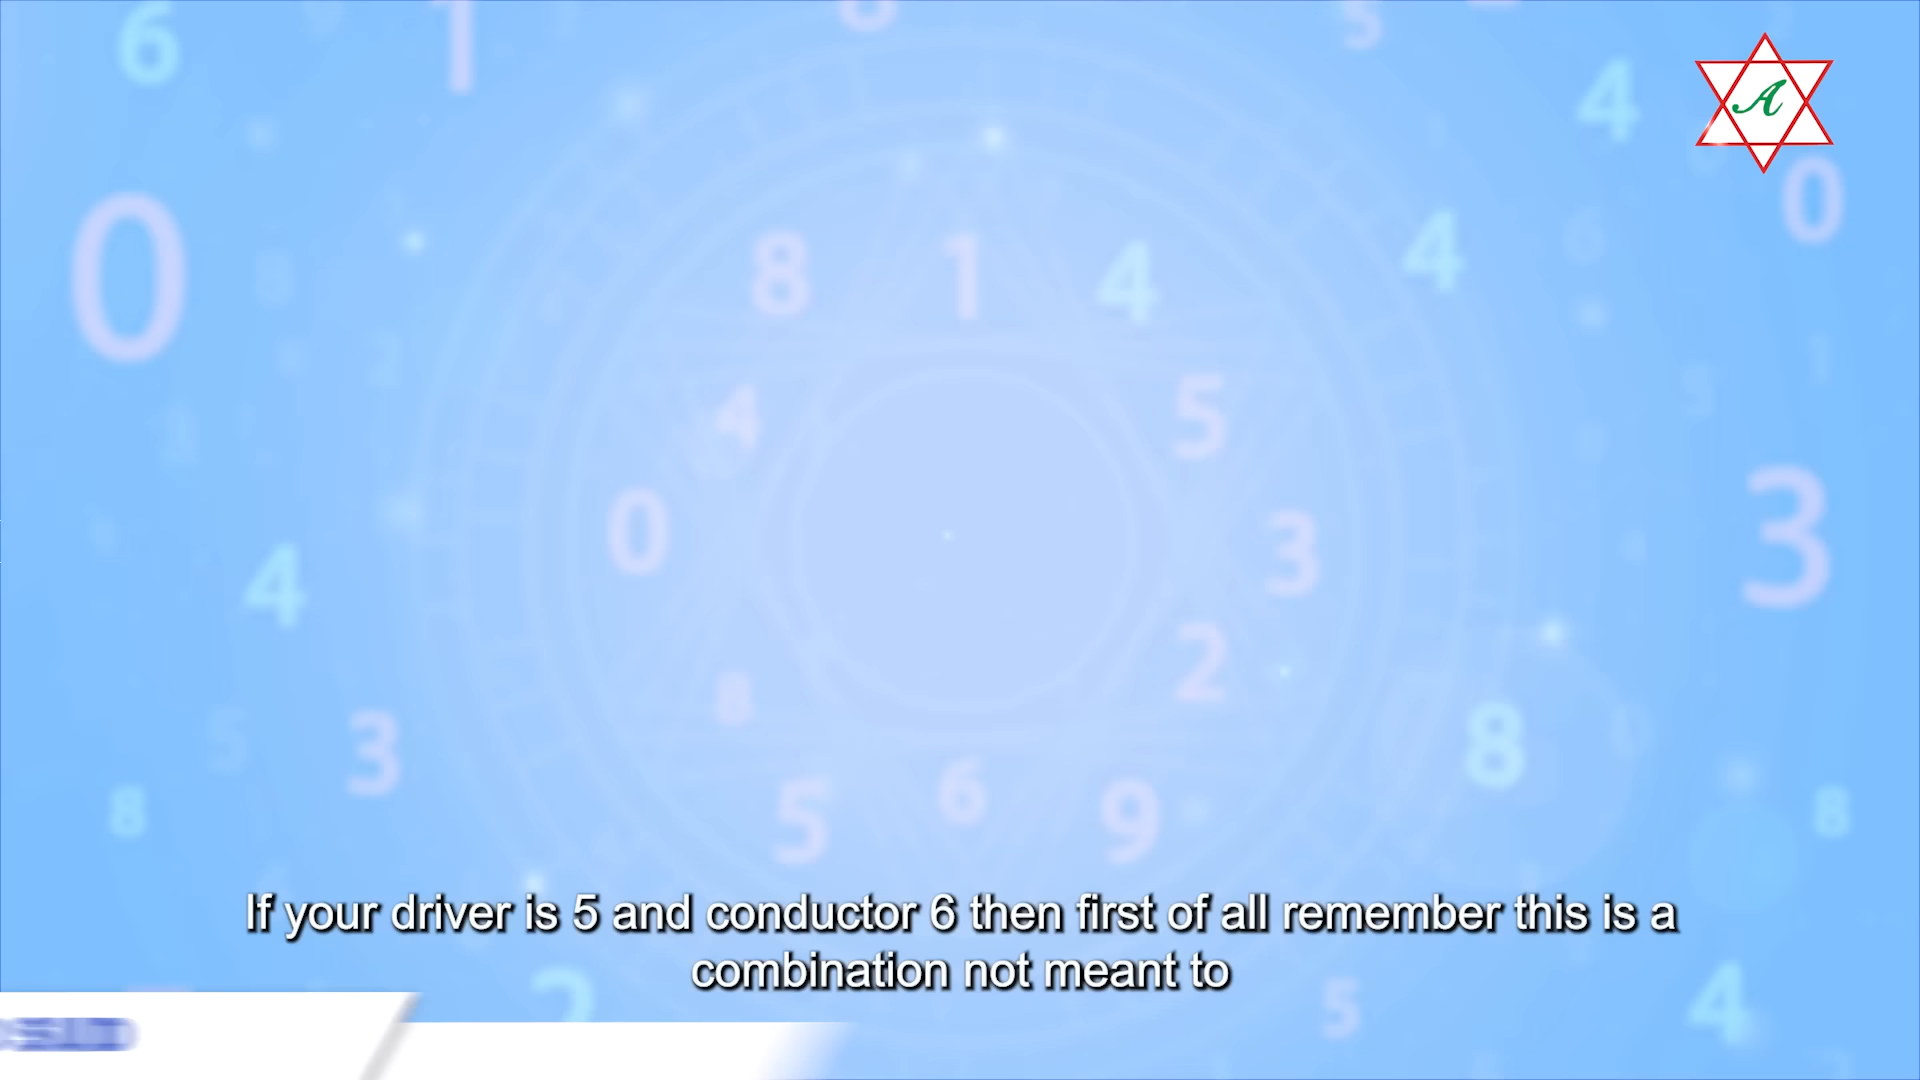 A
If your driver is 5 and conductor 6 then first of all remember this is a
combination not meant to